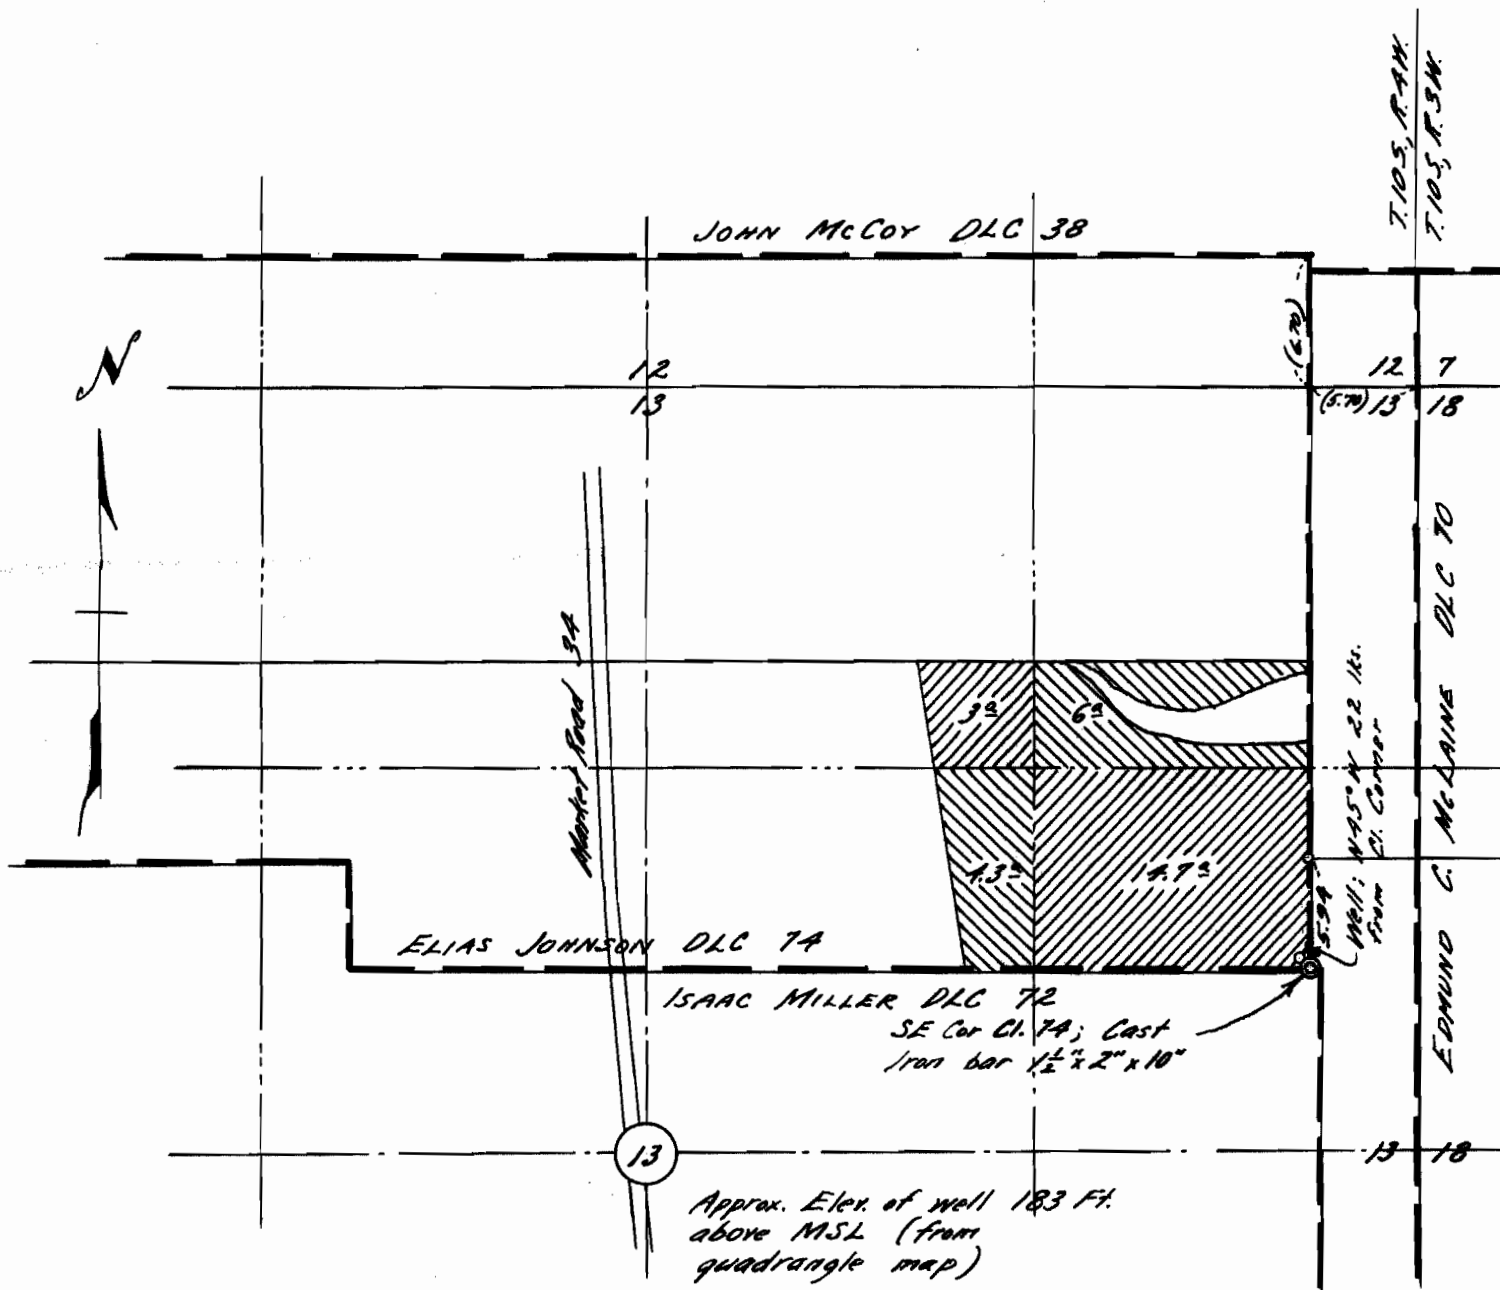 T.10S., R.4W.
T.10S., R.3W.
JOHN McCOY DLC 38
N
(6.70)
12
13
12 7
(5.70) 13 18
Market Road 34
3ª
6ª
4.3ª
14.7ª
5.94
Well: N45°W 22 lks.
from Cl. Corner
EDMUND C. McLAINE DLC 70
ELIAS JOHNSON DLC 74
ISAAC MILLER DLC 72
SE Cor Cl. 74; Cast
Iron bar 1½" x 2" x 10"
13
13 18
Approx. Elev. of well 183 Ft.
above MSL (from
quadrangle map)